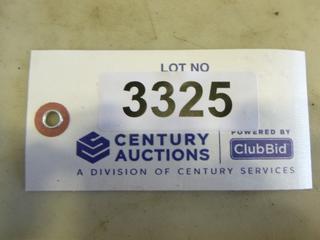 LOT NO
3325
CENTURY AUCTIONS
POWERED BY
ClubBid
A DIVISION OF CENTURY SERVICES